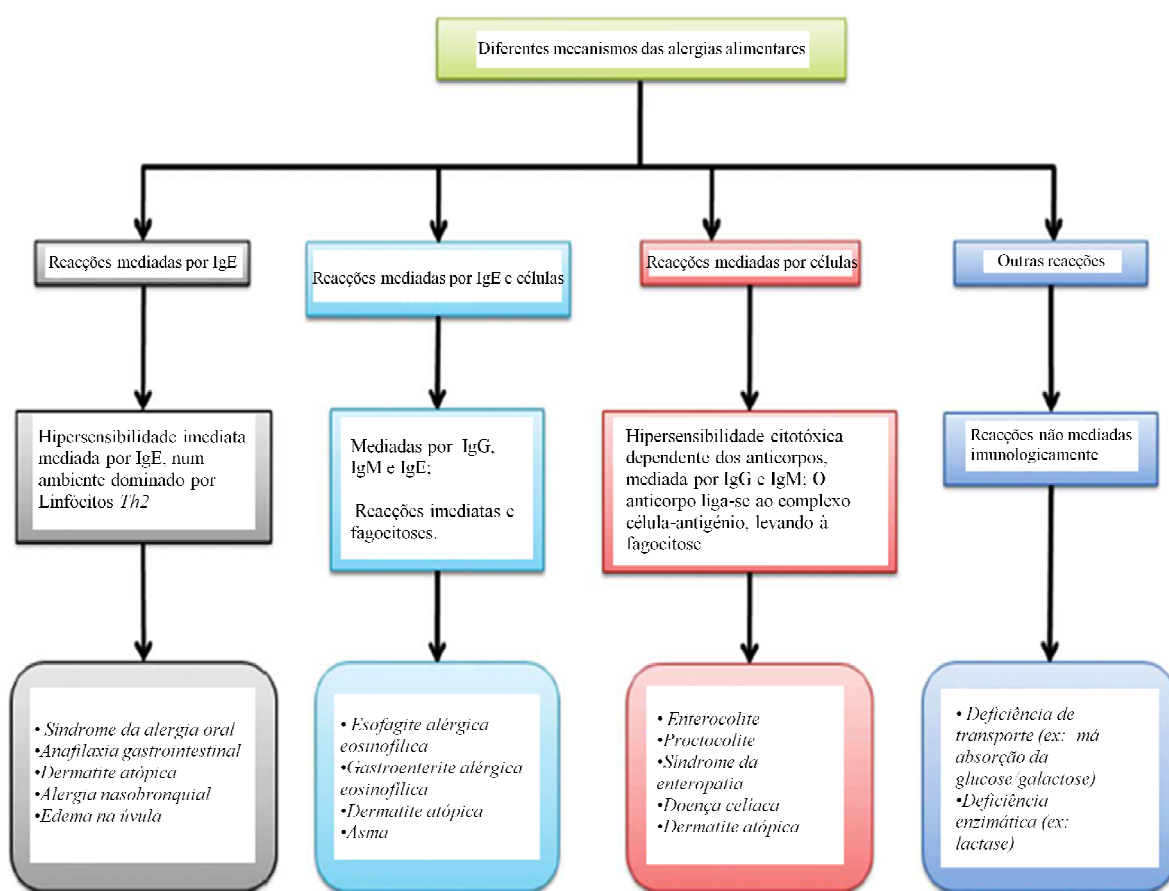 Diferentes mecanismos das alergias alimentares
Reacções mediadas por IgE
Reacções mediadas por IgE e células
Reacções mediadas por células
Outras reacções
Hipersensibilidade imediata
mediada por IgE, num
ambiente dominado por
Linfócitos Th2
Mediadas por IgG,
IgM e IgE;
Reacções imediatas e
fagocitoses.
Hipersensibilidade citotóxica
dependente dos anticorpos,
mediada por IgG e IgM; O
anticorpo liga-se ao complexo
célula-antigénio, levando à
fagocitose
Reacções não mediadas
imunologicamente
• Síndrome da alergia oral
•Anafilaxia gastrointestinal
•Dermatite atópica
•Alergia nasobronquial
•Edema na úvula
• Esofagite alérgica
eosinofílica
•Gastroenterite alérgica
eosinofílica
•Dermatite atópica
•Asma
• Enterocolite
•Proctocolite
•Síndrome da
enteropatia
•Doença celíaca
•Dermatite atópica
• Deficiência de
transporte (ex: má
absorção da
glucose/galactose)
•Deficiência
enzimática (ex:
lactase)